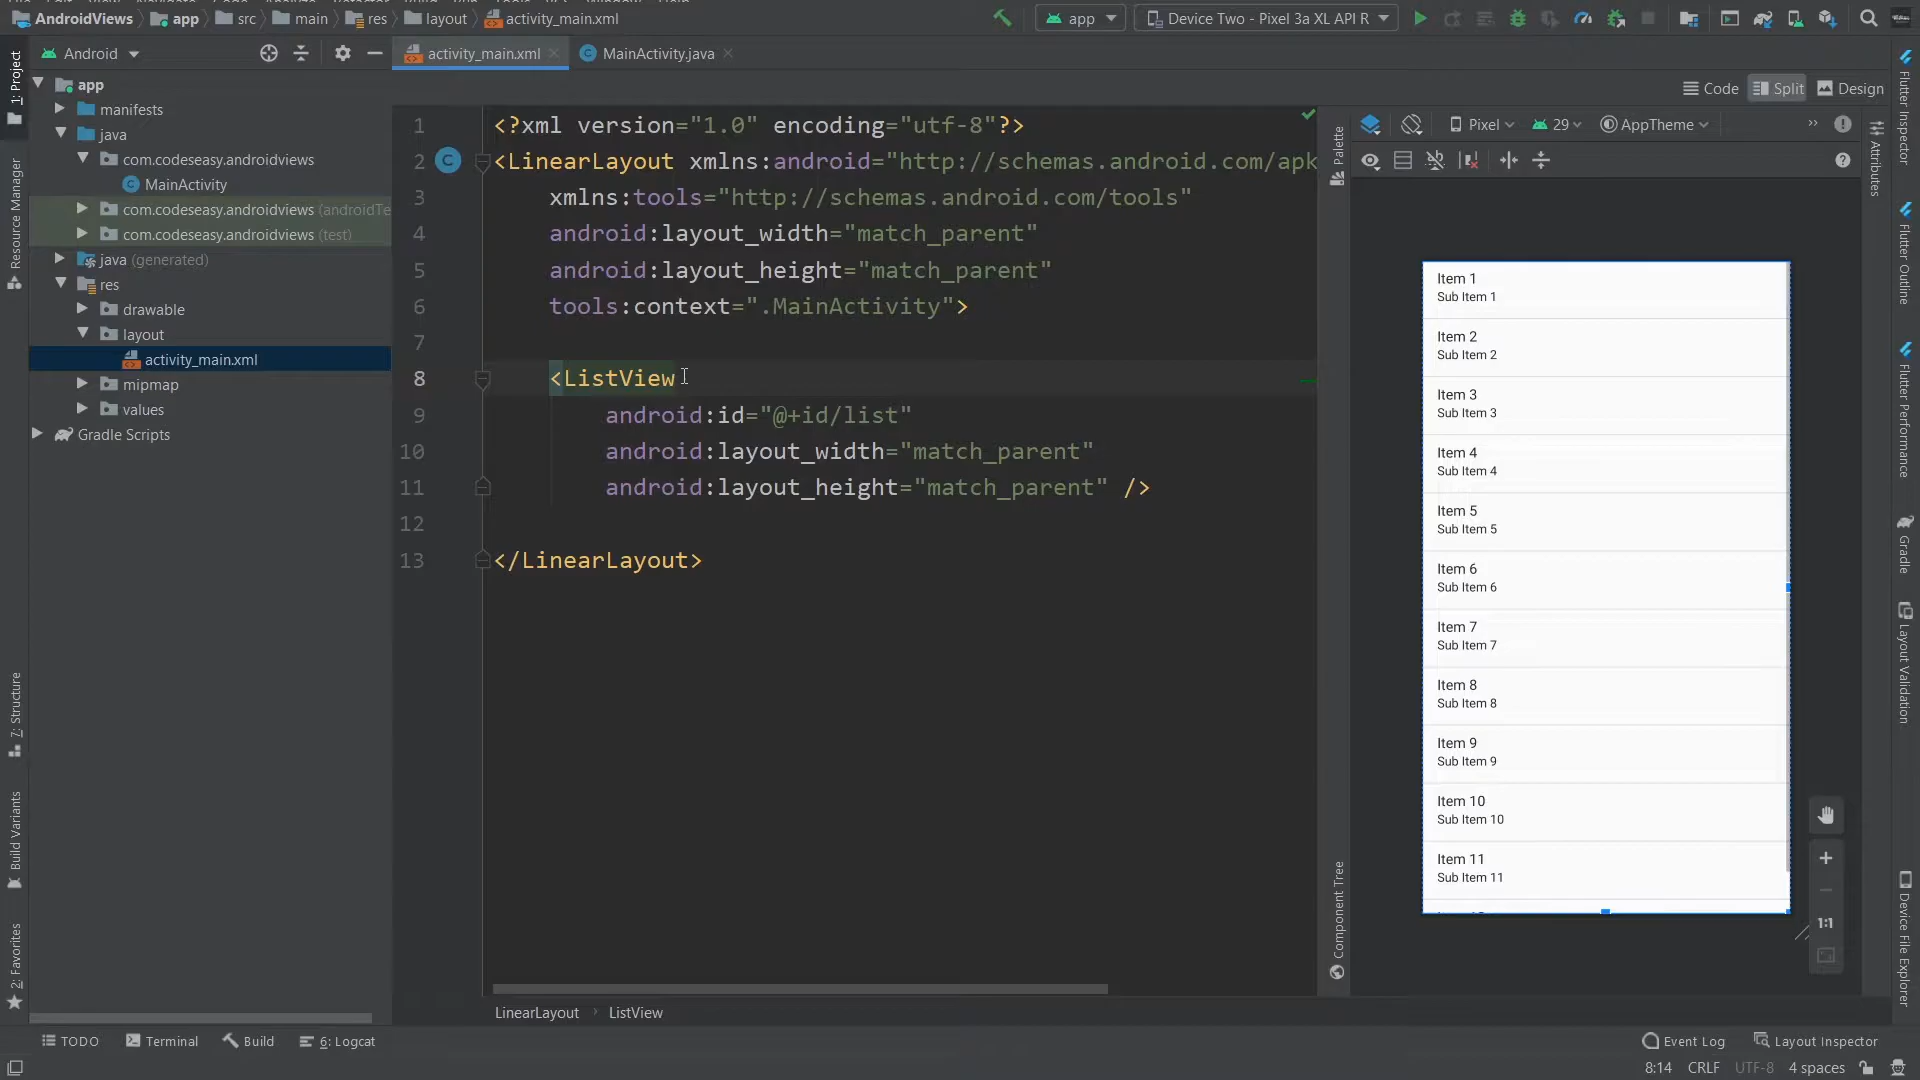 AndroidViews app src main res layout activity_main.xml app Device Two - Pixel 3a XL API R
Android
activity_main.xml MainActivity.java
Code Split Design
1: Project
Resource Manager
7: Structure
Build Variants
2: Favorites
app
manifests
java
com.codeseasy.androidviews
MainActivity
com.codeseasy.androidviews (androidTe
com.codeseasy.androidviews (test)
java (generated)
res
drawable
layout
activity_main.xml
mipmap
values
Gradle Scripts
1 <?xml version="1.0" encoding="utf-8"?>
2 <LinearLayout xmlns:android="http://schemas.android.com/apk
3 xmlns:tools="http://schemas.android.com/tools"
4 android:layout_width="match_parent"
5 android:layout_height="match_parent"
6 tools:context=".MainActivity">
7
8 <ListView
9 android:id="@+id/list"
10 android:layout_width="match_parent"
11 android:layout_height="match_parent" />
12
13 </LinearLayout>
LinearLayout ListView
Palette
Component Tree
Pixel 29 AppTheme
Item 1
Sub Item 1
Item 2
Sub Item 2
Item 3
Sub Item 3
Item 4
Sub Item 4
Item 5
Sub Item 5
Item 6
Sub Item 6
Item 7
Sub Item 7
Item 8
Sub Item 8
Item 9
Sub Item 9
Item 10
Sub Item 10
Item 11
Sub Item 11
1:1
Attributes
Flutter Inspector
Flutter Outline
Flutter Performance
Gradle
Layout Validation
Device File Explorer
TODO Terminal Build 6: Logcat Event Log Layout Inspector
8:14 CRLF UTF-8 4 spaces